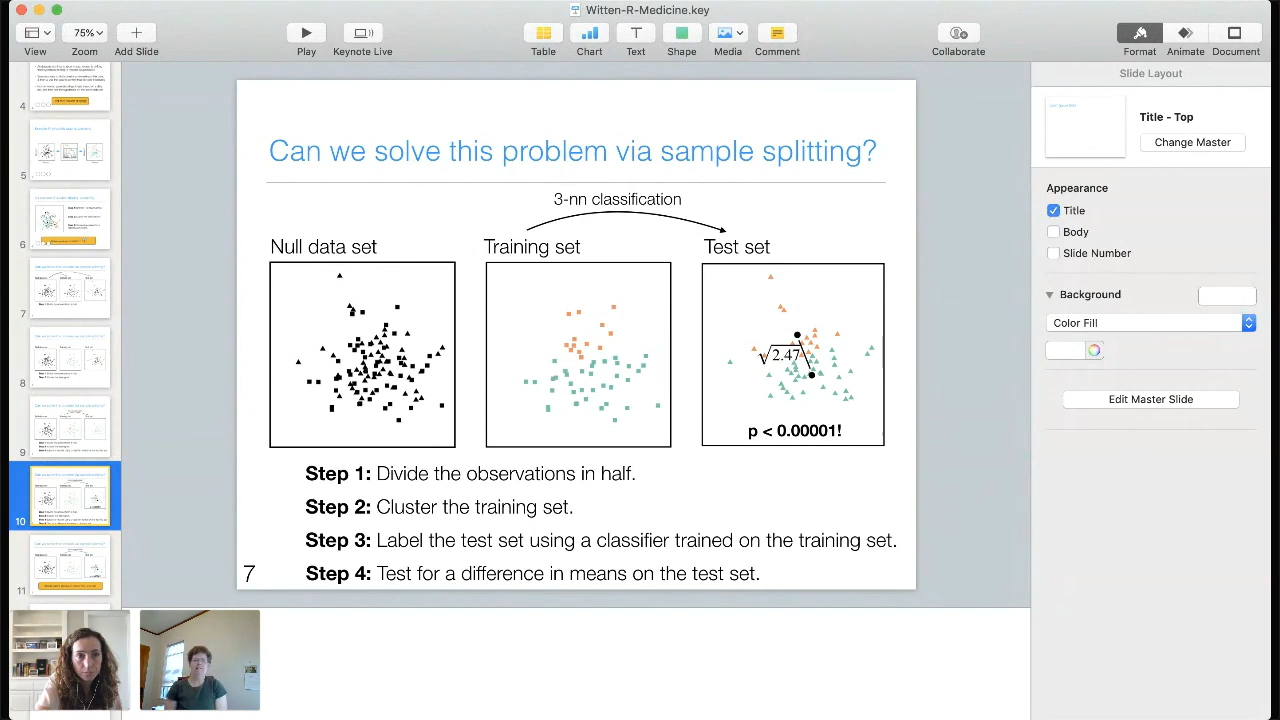 Witten-R-Medicine.key
75%
View
Zoom
Add Slide
Play
Keynote Live
Table
Chart
Text
Shape
Media
Comment
Collaborate
Format
Animate
Document
4
5
6
7
8
9
10
11
Can we solve this problem via sample splitting?
3-nn classification
Null data set
Training set
Test set
√2.47
p < 0.00001!
Step 1: Divide the observations in half.
Step 2: Cluster the training set.
Step 3: Label the test set using a classifier trained on the training set.
Step 4: Test for a difference in means on the test set
7
Slide Layout
Title - Top
Change Master
Appearance
Title
Body
Slide Number
Background
Color Fill
Edit Master Slide